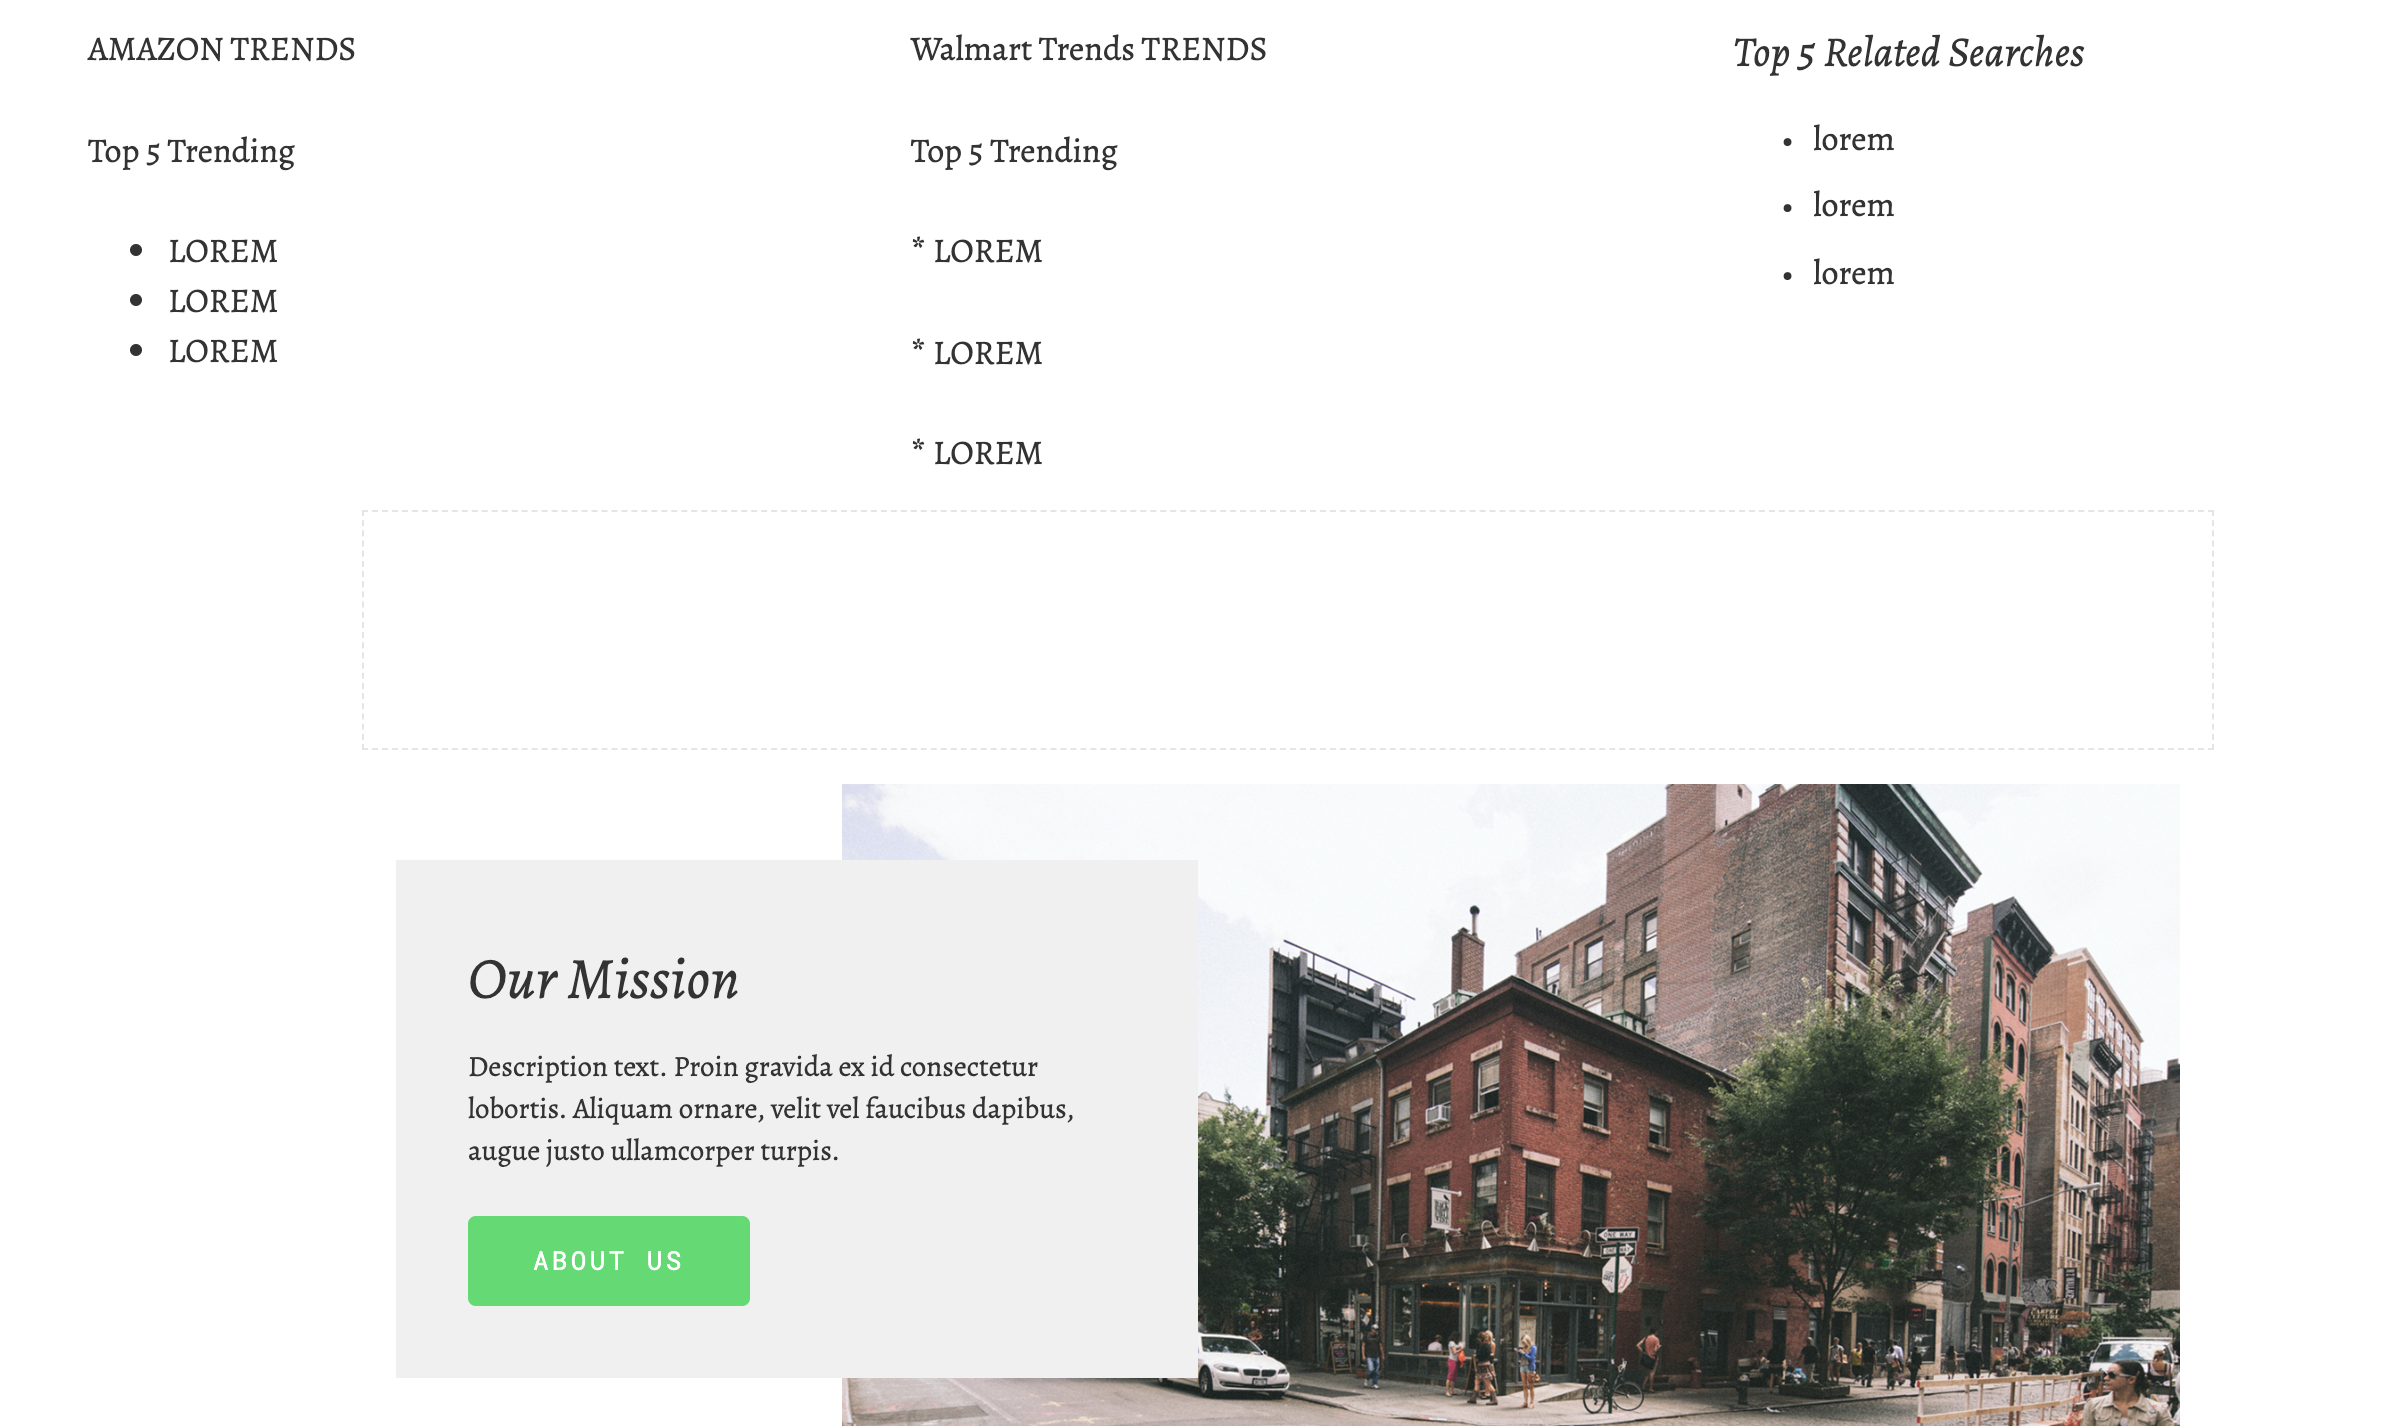 AMAZON TRENDS
Top 5 Trending
• LOREM
• LOREM
• LOREM
Walmart Trends TRENDS
Top 5 Trending
* LOREM
* LOREM
* LOREM
Top 5 Related Searches
• lorem
• lorem
• lorem
Our Mission
Description text. Proin gravida ex id consectetur
lobortis. Aliquam ornare, velit vel faucibus dapibus,
augue justo ullamcorper turpis.
ABOUT US
ONE WAY